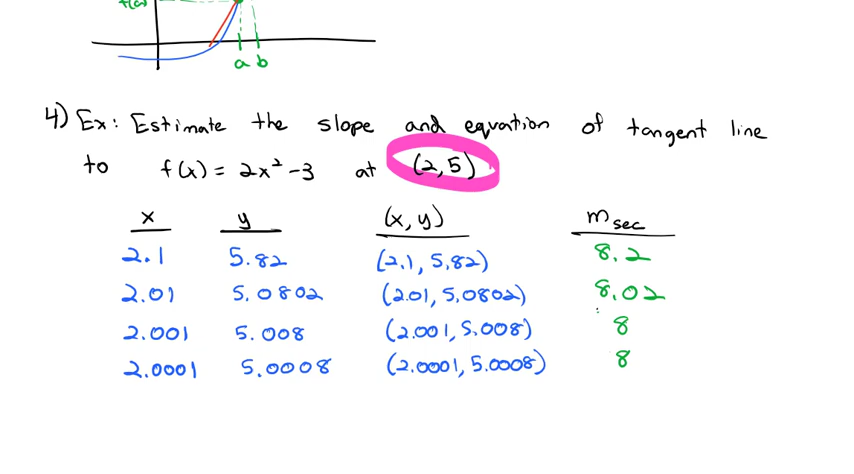 f(a)
a b
4) Ex: Estimate the slope and equation of tangent line
to f(x) = 2x² - 3 at (2, 5)
x y (x, y) m sec
2.1 5.82 (2.1, 5.82) 8.2
2.01 5.0802 (2.01, 5.0802) 8.02
2.001 5.008 (2.001, 5.008) 8
2.0001 5.0008 (2.0001, 5.0008) 8